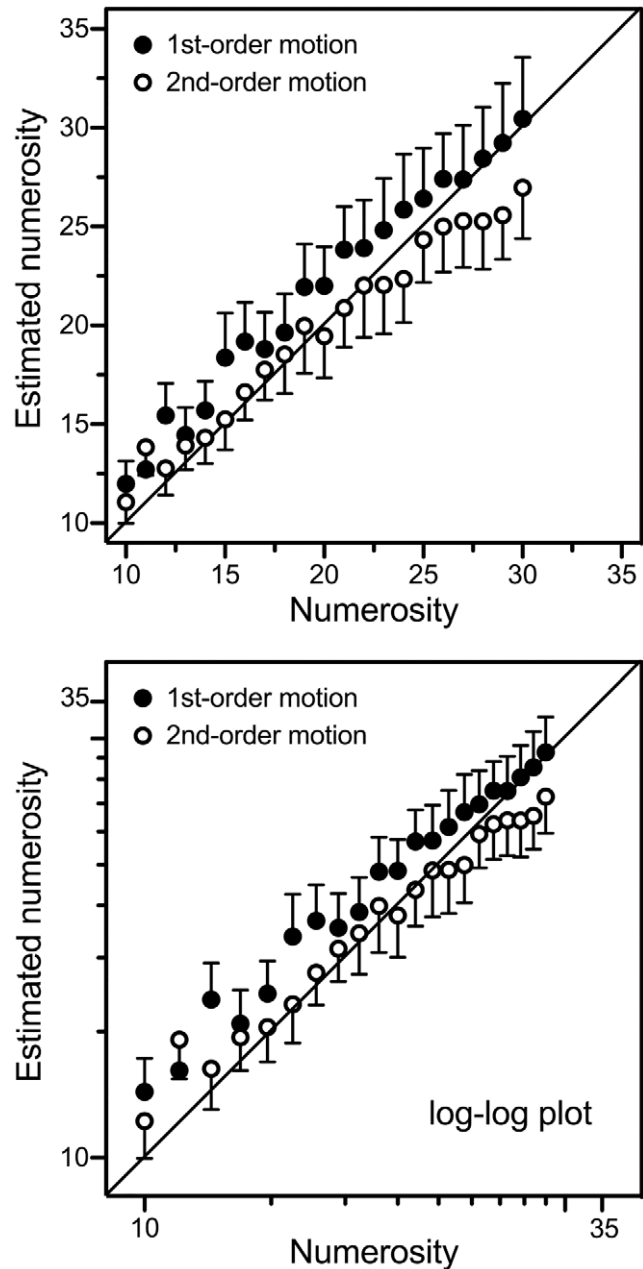 35
1st-order motion
2nd-order motion
30
25
20
15
10
Estimated numerosity
10 15 20 25 30 35
Numerosity
35
1st-order motion
2nd-order motion
Estimated numerosity
log-log plot
10
10 35
Numerosity